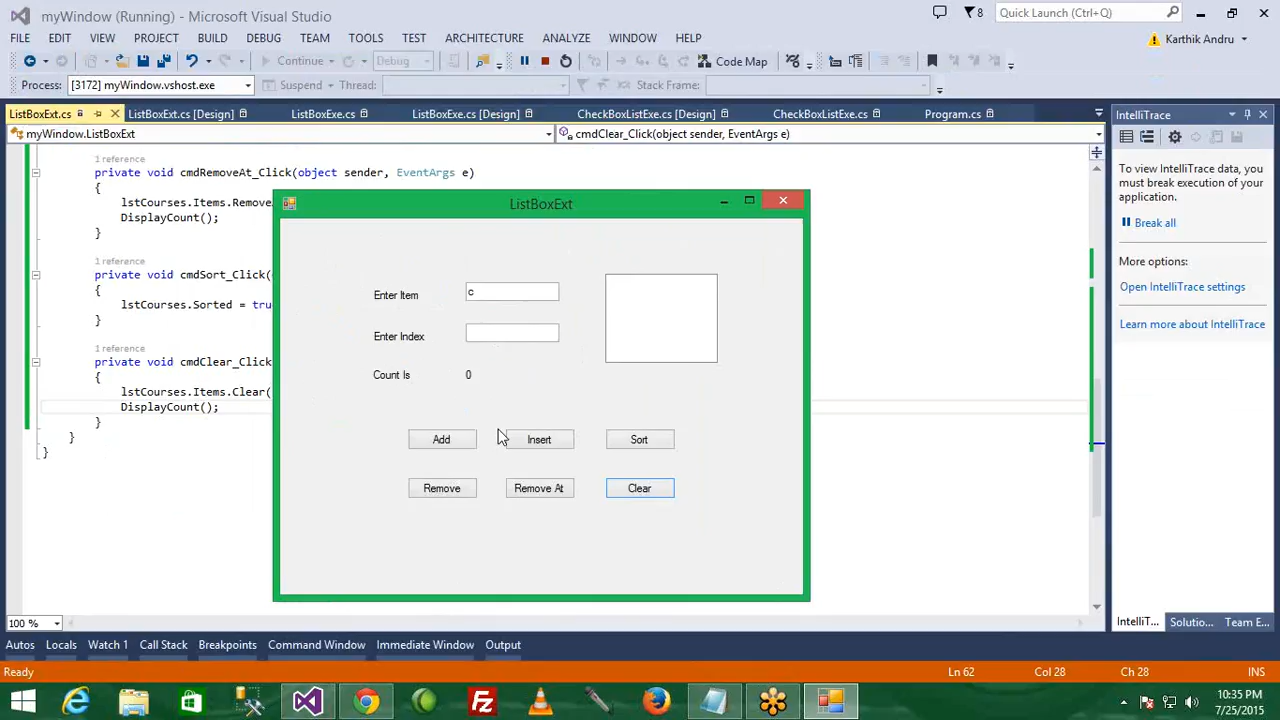 myWindow (Running) - Microsoft Visual Studio
8
Quick Launch (Ctrl+Q)
FILE EDIT VIEW PROJECT BUILD DEBUG TEAM TOOLS TEST ARCHITECTURE ANALYZE WINDOW HELP
Karthik Andru
Continue Debug Code Map
Process: [3172] myWindow.vshost.exe Suspend Thread: Stack Frame:
ListBoxExt.cs ListBoxExt.cs [Design] ListBoxExe.cs ListBoxExe.cs [Design] CheckBoxListExe.cs [Design] CheckBoxListExe.cs Program.cs
myWindow.ListBoxExt cmdClear_Click(object sender, EventArgs e)
1 reference
private void cmdRemoveAt_Click(object sender, EventArgs e)
{
lstCourses.Items.Remove
DisplayCount();
}
1 reference
private void cmdSort_Click(
{
lstCourses.Sorted = tru
}
1 reference
private void cmdClear_Click
{
lstCourses.Items.Clear(
DisplayCount();
}
}
}
ListBoxExt
Enter Item c
Enter Index
Count Is 0
Add Insert Sort
Remove Remove At Clear
IntelliTrace
To view IntelliTrace data, you
must break execution of your
application.
Break all
More options:
Open IntelliTrace settings
Learn more about IntelliTrace
100 %
IntelliT... Solutio... Team E...
Autos Locals Watch 1 Call Stack Breakpoints Command Window Immediate Window Output
Ready Ln 62 Col 28 Ch 28 INS
10:35 PM
7/25/2015